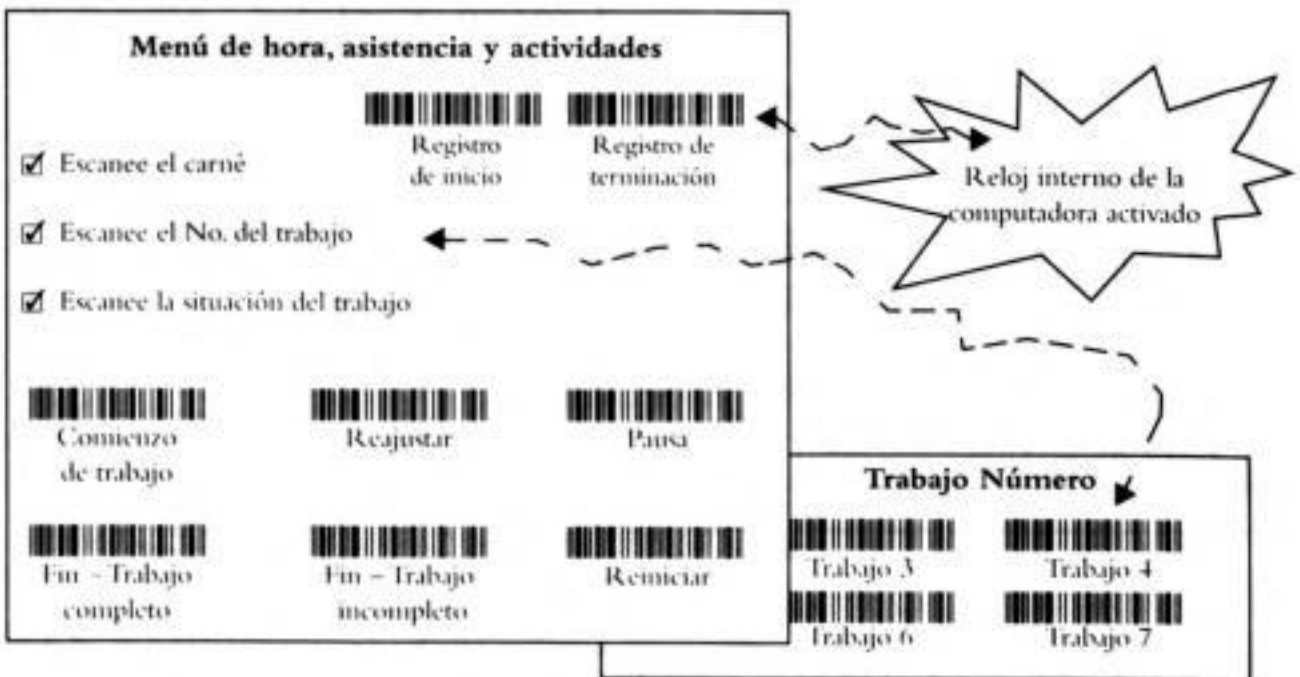 Menú de hora, asistencia y actividades
Registro
de inicio
Registro de
terminación
☑ Escanee el carné
☑ Escanee el No. del trabajo
☑ Escanee la situación del trabajo
Comienzo
de trabajo
Reajustar
Pausa
Fin – Trabajo
completo
Fin – Trabajo
incompleto
Reiniciar
Reloj interno de la
computadora activado
Trabajo Número
Trabajo 3
Trabajo 4
Trabajo 6
Trabajo 7